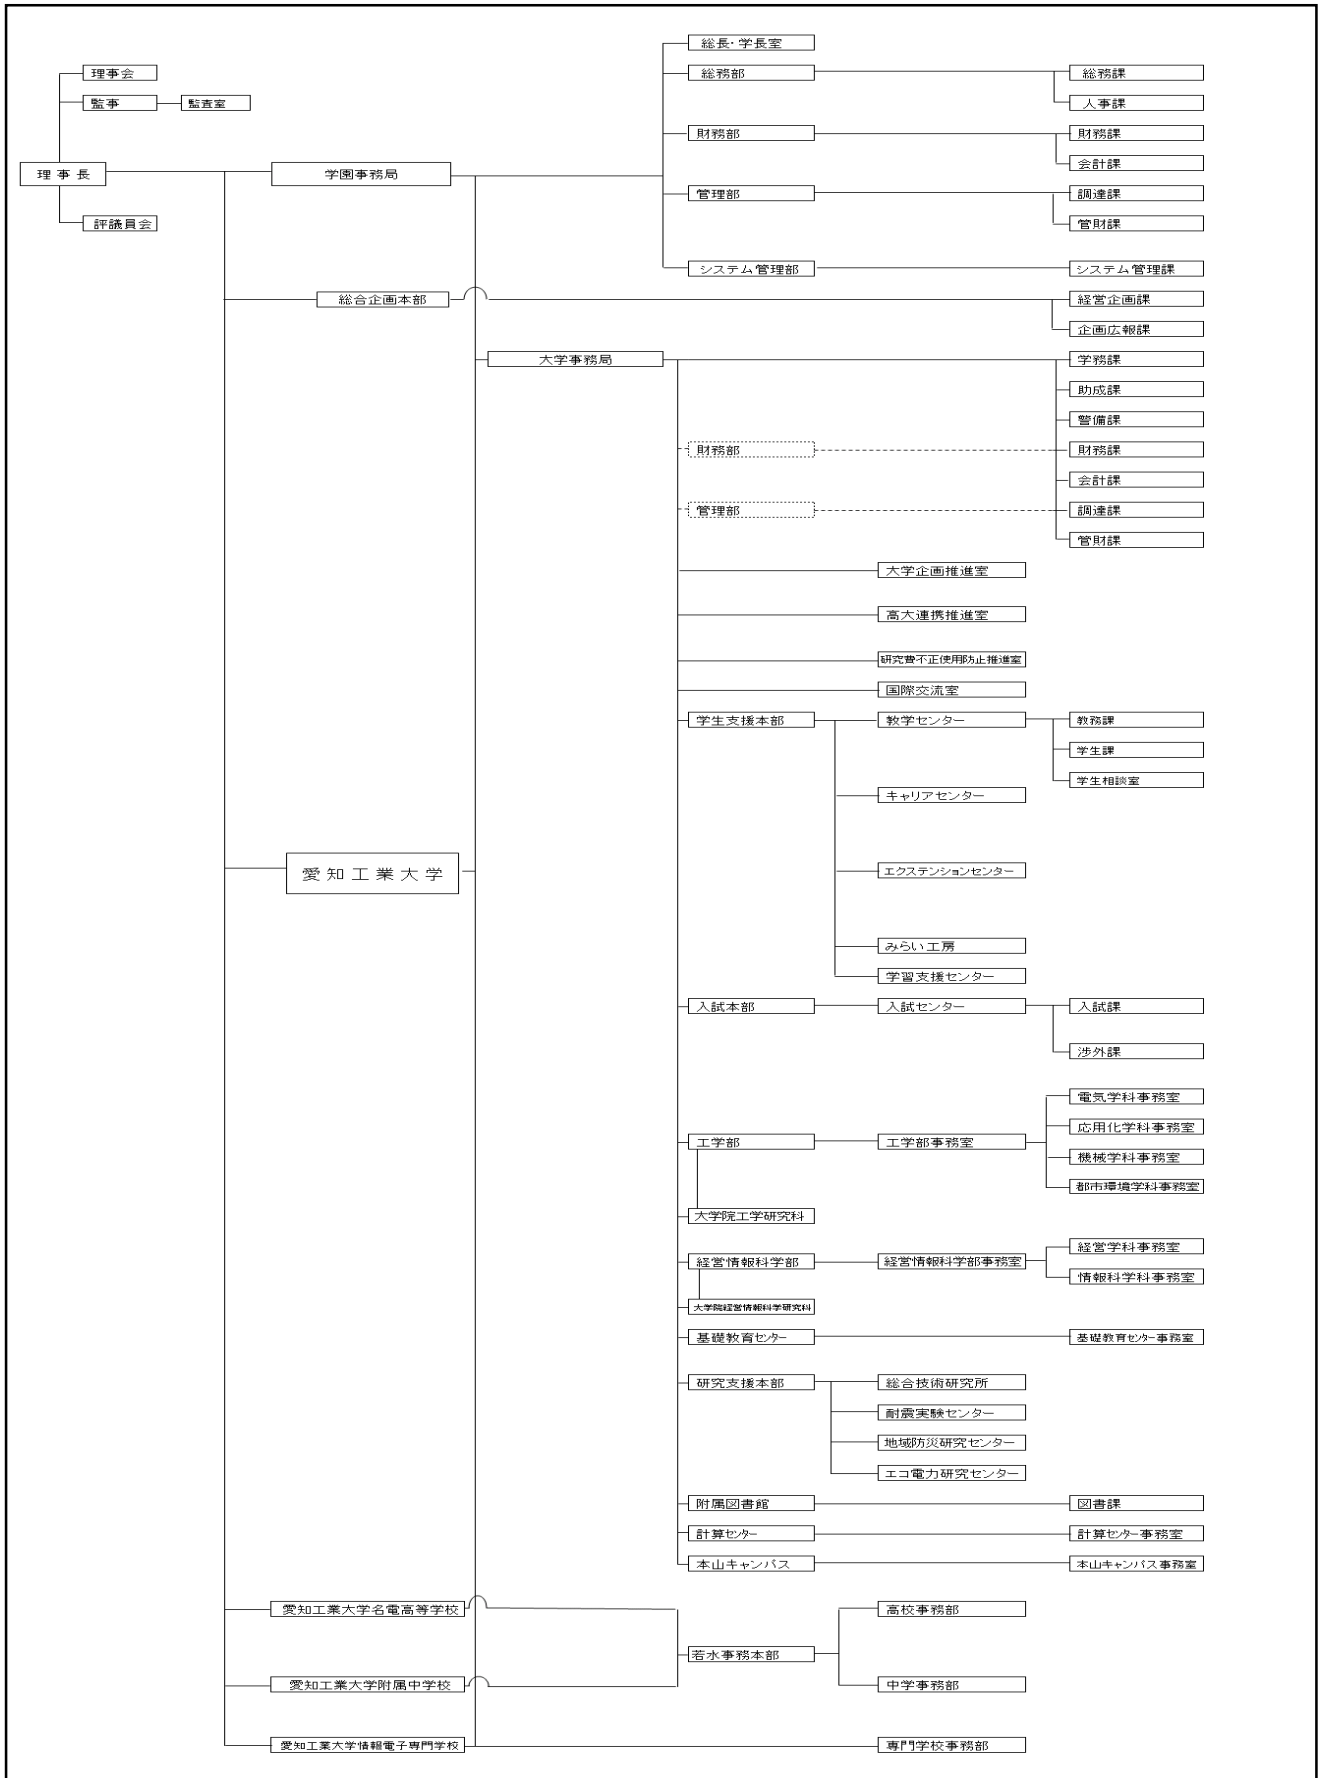 総長・学長室
理事会
総務部
総務課
監事
監査室
人事課
財務部
財務課
会計課
理事長
学園事務局
管理部
調達課
評議員会
管財課
システム管理部
システム管理課
総合企画本部
経営企画課
企画広報課
大学事務局
学務課
助成課
警備課
財務部
財務課
会計課
管理部
調達課
管財課
大学企画推進室
高大連携推進室
研究費不正使用防止推進室
国際交流室
学生支援本部
教学センター
教務課
学生課
学生相談室
キャリアセンター
愛知工業大学
エクステンションセンター
みらい工房
学習支援センター
入試本部
入試センター
入試課
渉外課
電気学科事務室
応用化学科事務室
工学部
工学部事務室
機械学科事務室
都市環境学科事務室
大学院工学研究科
経営学科事務室
経営情報科学部
経営情報科学部事務室
情報科学科事務室
大学院経営情報科学研究科
基礎教育センター
基礎教育センター事務室
研究支援本部
総合技術研究所
耐震実験センター
地域防災研究センター
エコ電力研究センター
附属図書館
図書課
計算センター
計算センター事務室
本山キャンパス
本山キャンパス事務室
愛知工業大学名電高等学校
高校事務部
若水事務本部
愛知工業大学附属中学校
中学事務部
愛知工業大学情報電子専門学校
専門学校事務部